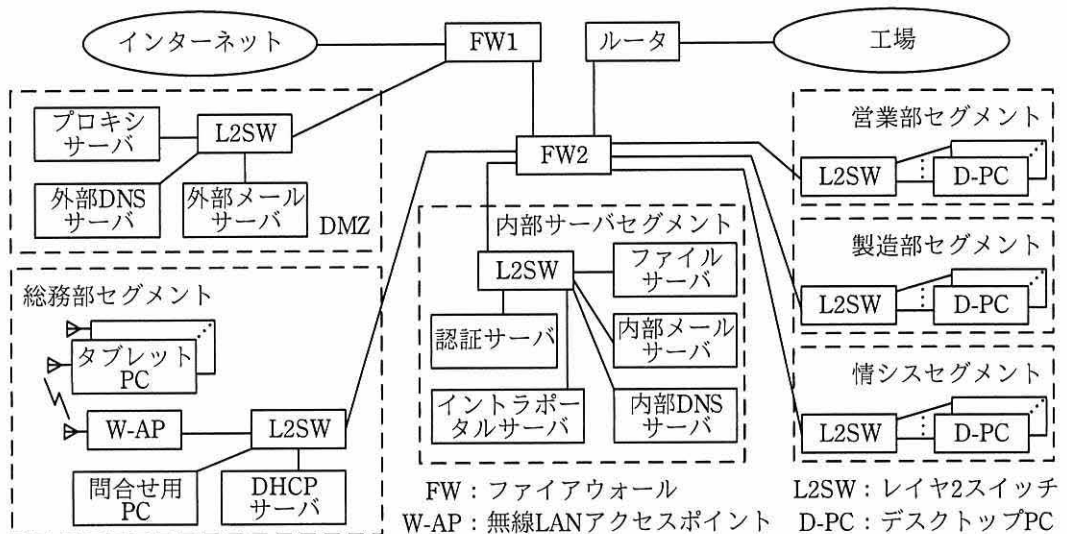 インターネット
FW1
ルータ
工場
プロキシ
サーバ
L2SW
外部DNS
サーバ
外部メール
サーバ
DMZ
FW2
営業部セグメント
L2SW
D-PC
製造部セグメント
L2SW
D-PC
情シスセグメント
L2SW
D-PC
内部サーバセグメント
L2SW
ファイル
サーバ
認証サーバ
内部メール
サーバ
イントラポー
タルサーバ
内部DNS
サーバ
総務部セグメント
タブレット
PC
W-AP
L2SW
問合せ用
PC
DHCP
サーバ
FW:ファイアウォール
L2SW:レイヤ2スイッチ
W-AP:無線LANアクセスポイント
D-PC:デスクトップPC